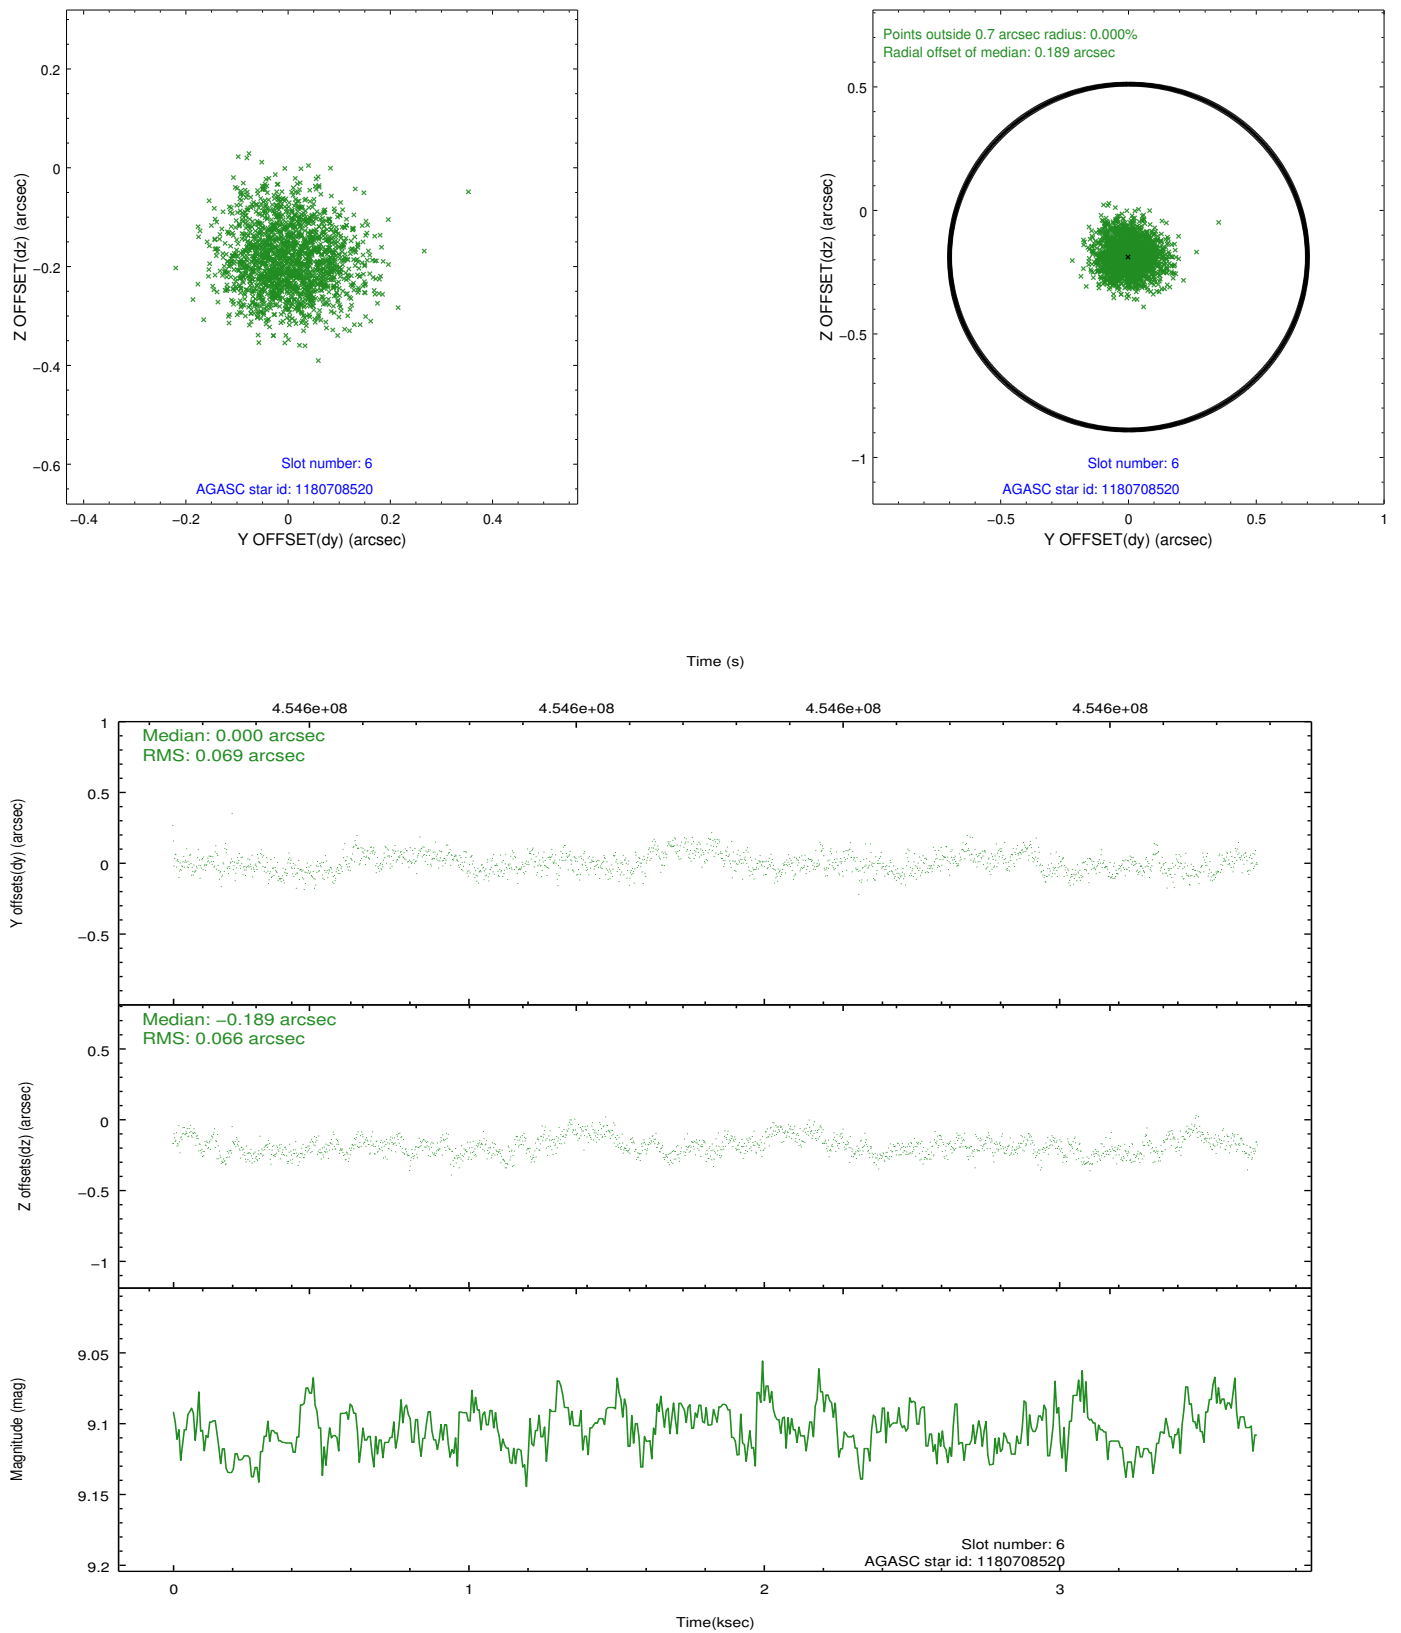 0.2
0
−0.2
−0.4
−0.6
Z OFFSET(dz) (arcsec)
Slot number: 6
AGASC star id: 1180708520
−0.4
−0.2
0
0.2
0.4
Y OFFSET(dy) (arcsec)
Points outside 0.7 arcsec radius: 0.000%
Radial offset of median: 0.189 arcsec
0.5
0
−0.5
−1
Z OFFSET(dz) (arcsec)
Slot number: 6
AGASC star id: 1180708520
−0.5
0
0.5
1
Y OFFSET(dy) (arcsec)
Time (s)
4.546e+08
4.546e+08
4.546e+08
4.546e+08
1
0.5
0
−0.5
Y offsets(dy) (arcsec)
Median: 0.000 arcsec
RMS: 0.069 arcsec
0.5
0
−0.5
−1
Z offsets(dz) (arcsec)
Median: −0.189 arcsec
RMS: 0.066 arcsec
9.05
9.1
9.15
9.2
Magnitude (mag)
Slot number: 6
AGASC star id: 1180708520
0
1
2
3
Time(ksec)